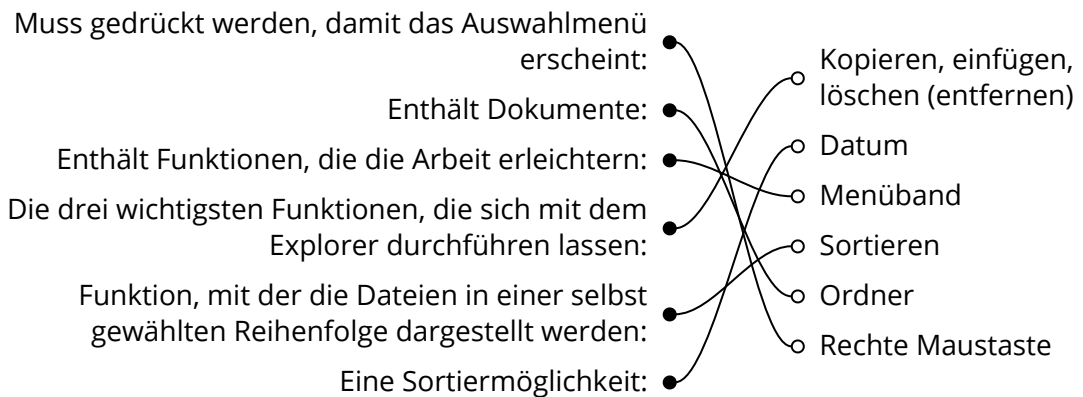 Muss gedrückt werden, damit das Auswahlmenü
erscheint:
Enthält Dokumente:
Enthält Funktionen, die die Arbeit erleichtern:
Die drei wichtigsten Funktionen, die sich mit dem
Explorer durchführen lassen:
Funktion, mit der die Dateien in einer selbst
gewählten Reihenfolge dargestellt werden:
Eine Sortiermöglichkeit:
Kopieren, einfügen,
löschen (entfernen)
Datum
Menüband
Sortieren
Ordner
Rechte Maustaste